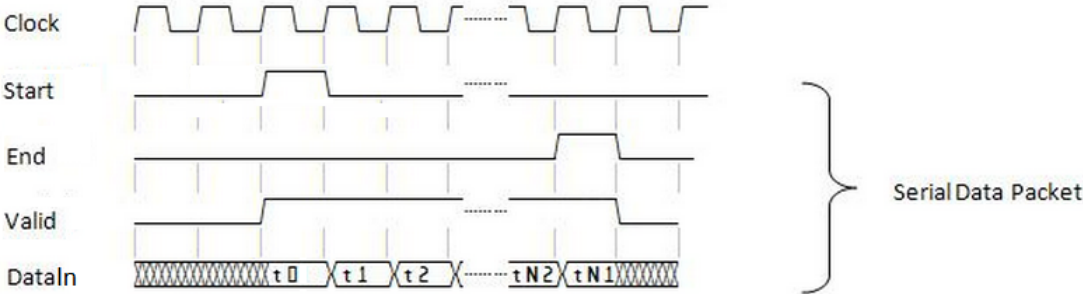 Clock
Start
End
Valid
DataIn t0 t1 t2 tN2 tN1
Serial Data Packet